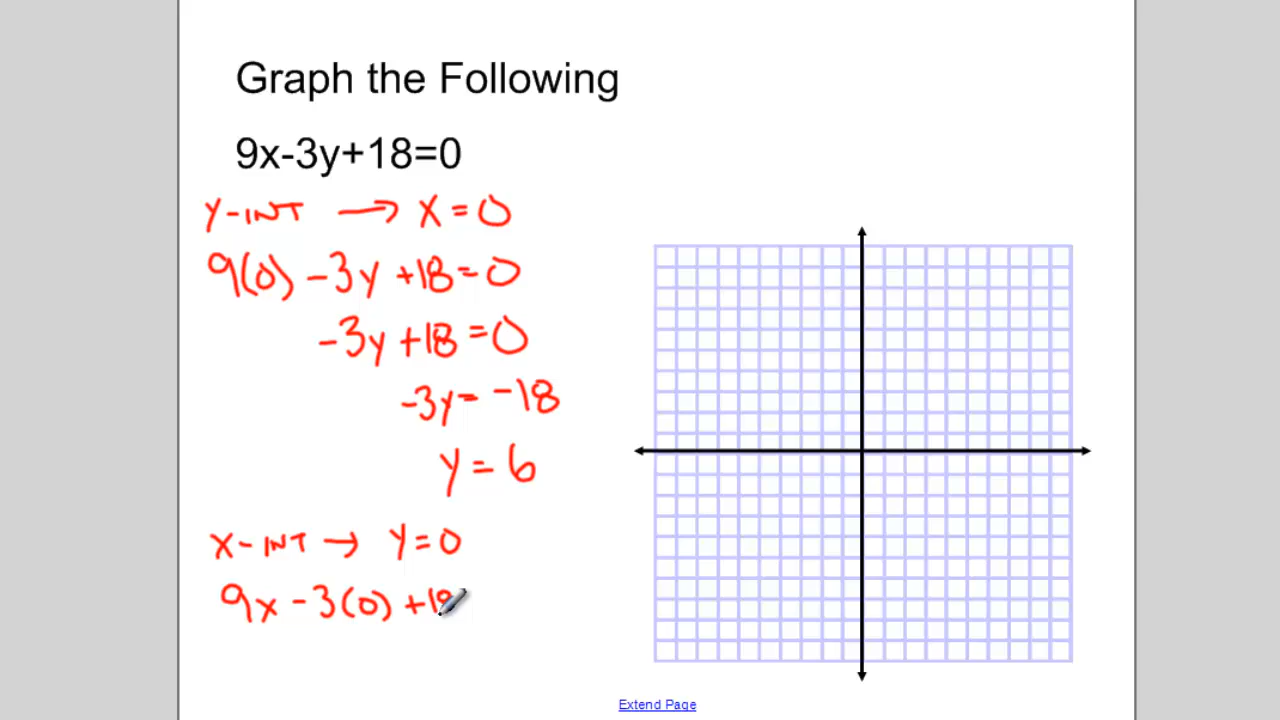 Graph the Following
9x-3y+18=0
Y-INT → X = 0
9(0) -3y +18 = 0
-3y +18 = 0
-3y = -18
y = 6
X-INT → Y = 0
9x - 3(0) +18
Extend Page